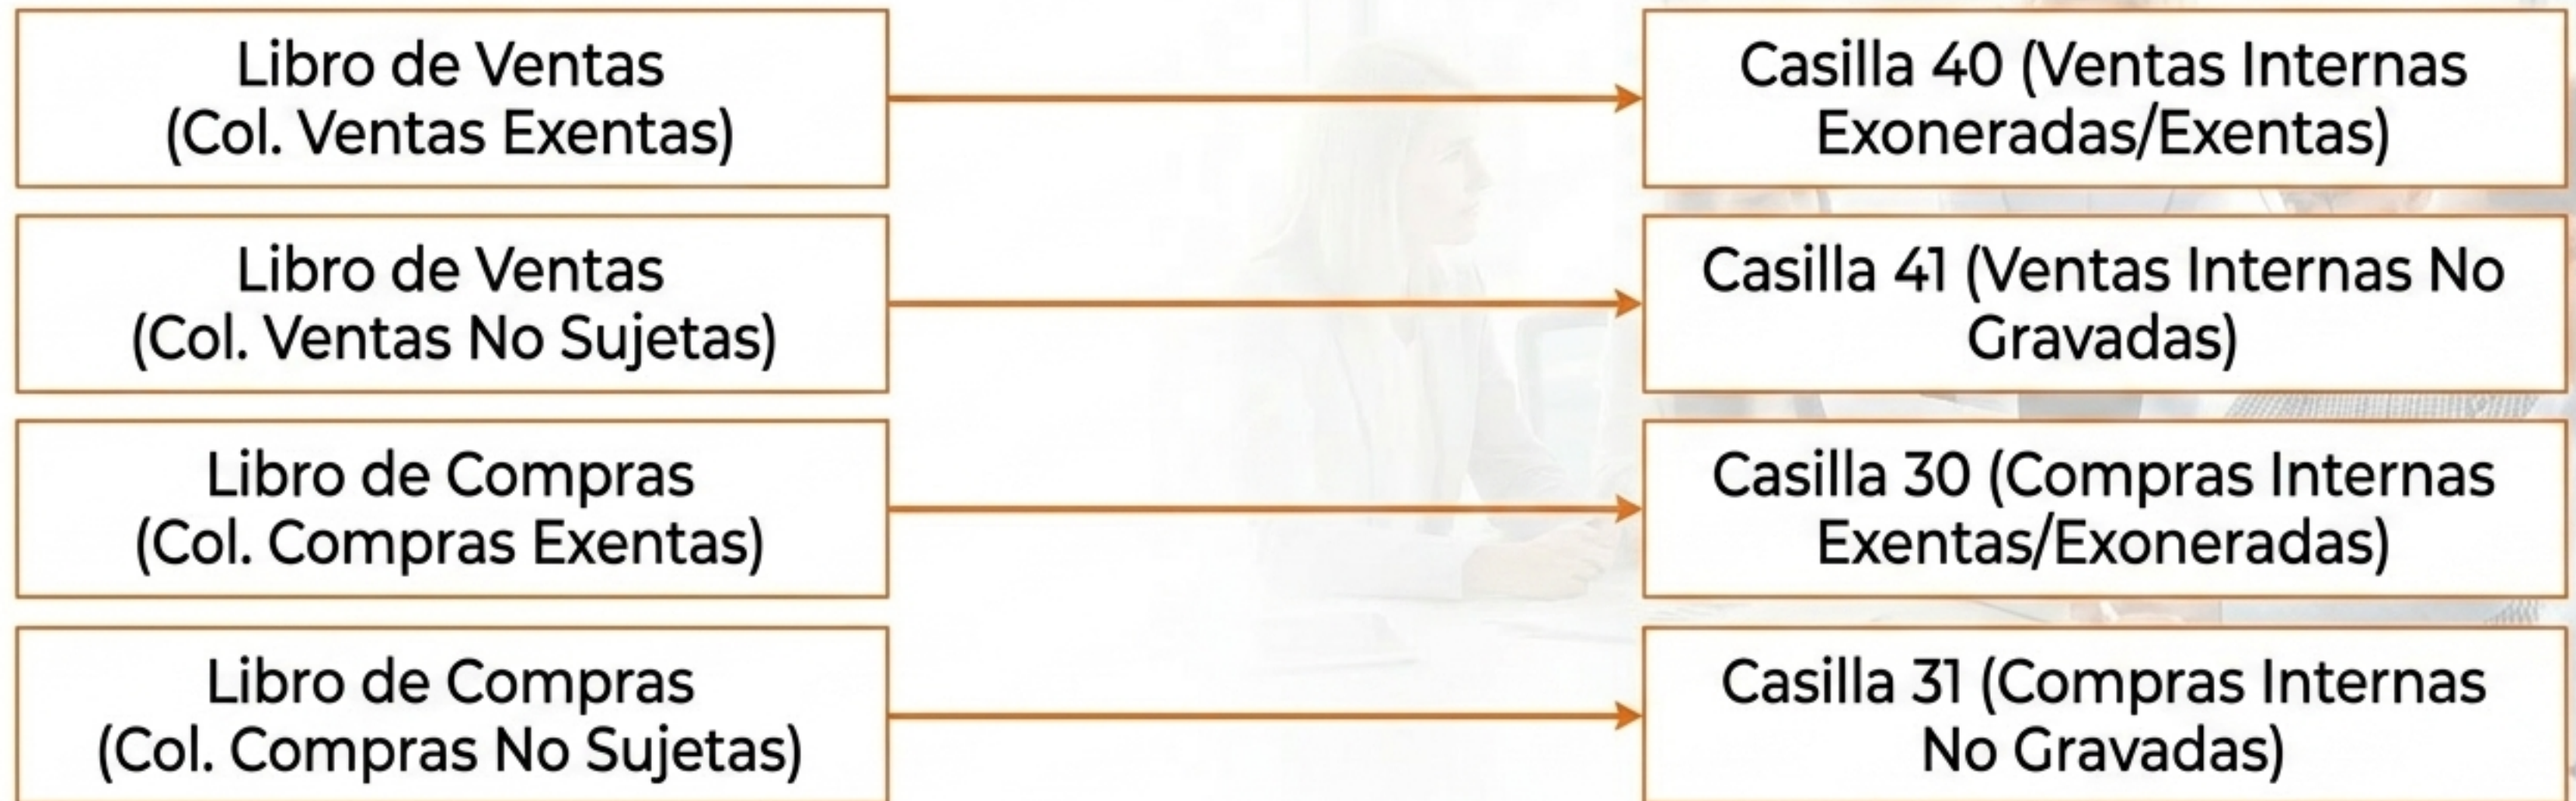 Libro de Ventas
(Col. Ventas Exentas)
Casilla 40 (Ventas Internas
Exoneradas/Exentas)
Libro de Ventas
(Col. Ventas No Sujetas)
Casilla 41 (Ventas Internas No
Gravadas)
Libro de Compras
(Col. Compras Exentas)
Casilla 30 (Compras Internas
Exentas/Exoneradas)
Libro de Compras
(Col. Compras No Sujetas)
Casilla 31 (Compras Internas
No Gravadas)